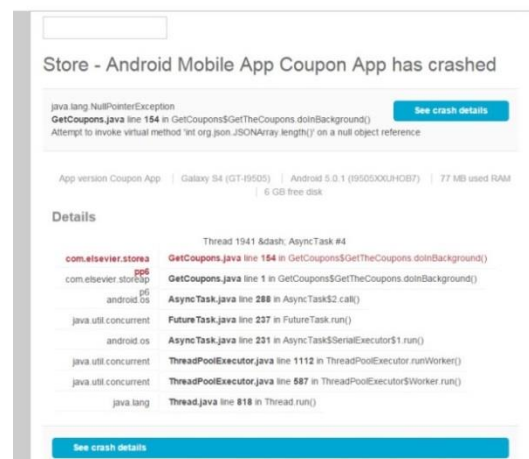 Store - Android Mobile App Coupon App has crashed
java.lang.NullPointerException
GetCoupons.java line 154 in GetCoupons$GetTheCoupons.doInBackground()
Attempt to invoke virtual method 'int org.json.JSONArray.length()' on a null object reference
See crash details
App version Coupon App | Galaxy S4 (GT-I9505) | Android 5.0.1 (I9505XXUHOB7) | 77 MB used RAM
| 6 GB free disk
Details
Thread 1941 &dash; AsyncTask #4
com.elsevier.storea
pp6
GetCoupons.java line 154 in GetCoupons$GetTheCoupons.doInBackground()
com.elsevier.storeap
p6
GetCoupons.java line 1 in GetCoupons$GetTheCoupons.doInBackground()
android.os AsyncTask.java line 288 in AsyncTask$2.call()
java.util.concurrent FutureTask.java line 237 in FutureTask.run()
android.os AsyncTask.java line 231 in AsyncTask$SerialExecutor$1.run()
java.util.concurrent ThreadPoolExecutor.java line 1112 in ThreadPoolExecutor.runWorker()
java.util.concurrent ThreadPoolExecutor.java line 587 in ThreadPoolExecutor$Worker.run()
java.lang Thread.java line 818 in Thread.run()
See crash details